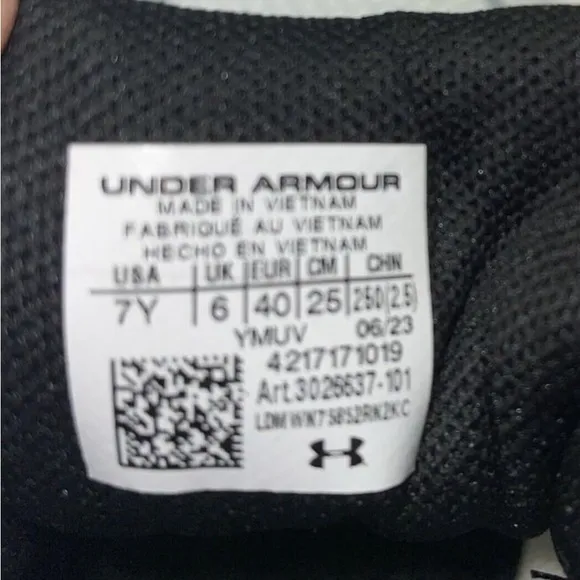 UNDER ARMOUR
MADE IN VIETNAM
FABRIQUÉ AU VIETNAM
HECHO EN VIETNAM
USA UK EUR CM CHN
7Y 6 40 25 250(2.5)
YMUV 06/23
4217171019
Art.3026637-101